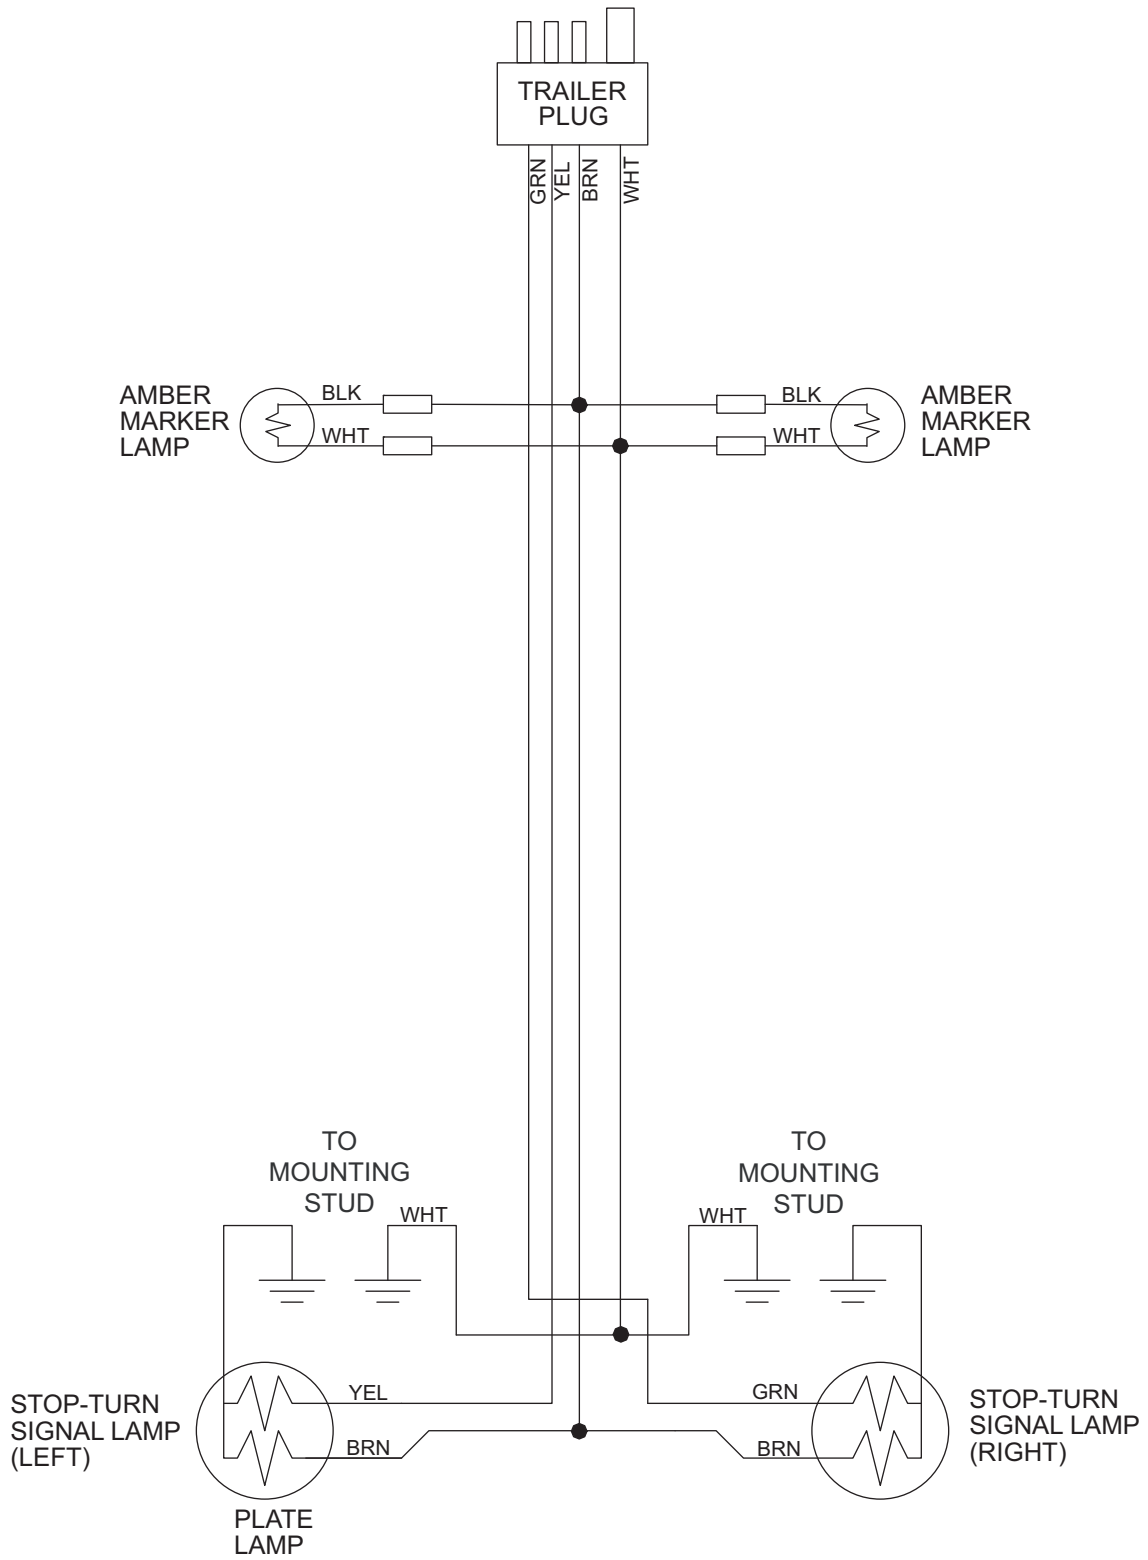 TRAILER
PLUG
GRN
YEL
BRN
WHT
AMBER
MARKER
LAMP
BLK
WHT
BLK
WHT
AMBER
MARKER
LAMP
TO
MOUNTING
STUD
WHT
TO
MOUNTING
STUD
WHT
STOP-TURN
SIGNAL LAMP
(LEFT)
YEL
BRN
PLATE
LAMP
GRN
BRN
STOP-TURN
SIGNAL LAMP
(RIGHT)